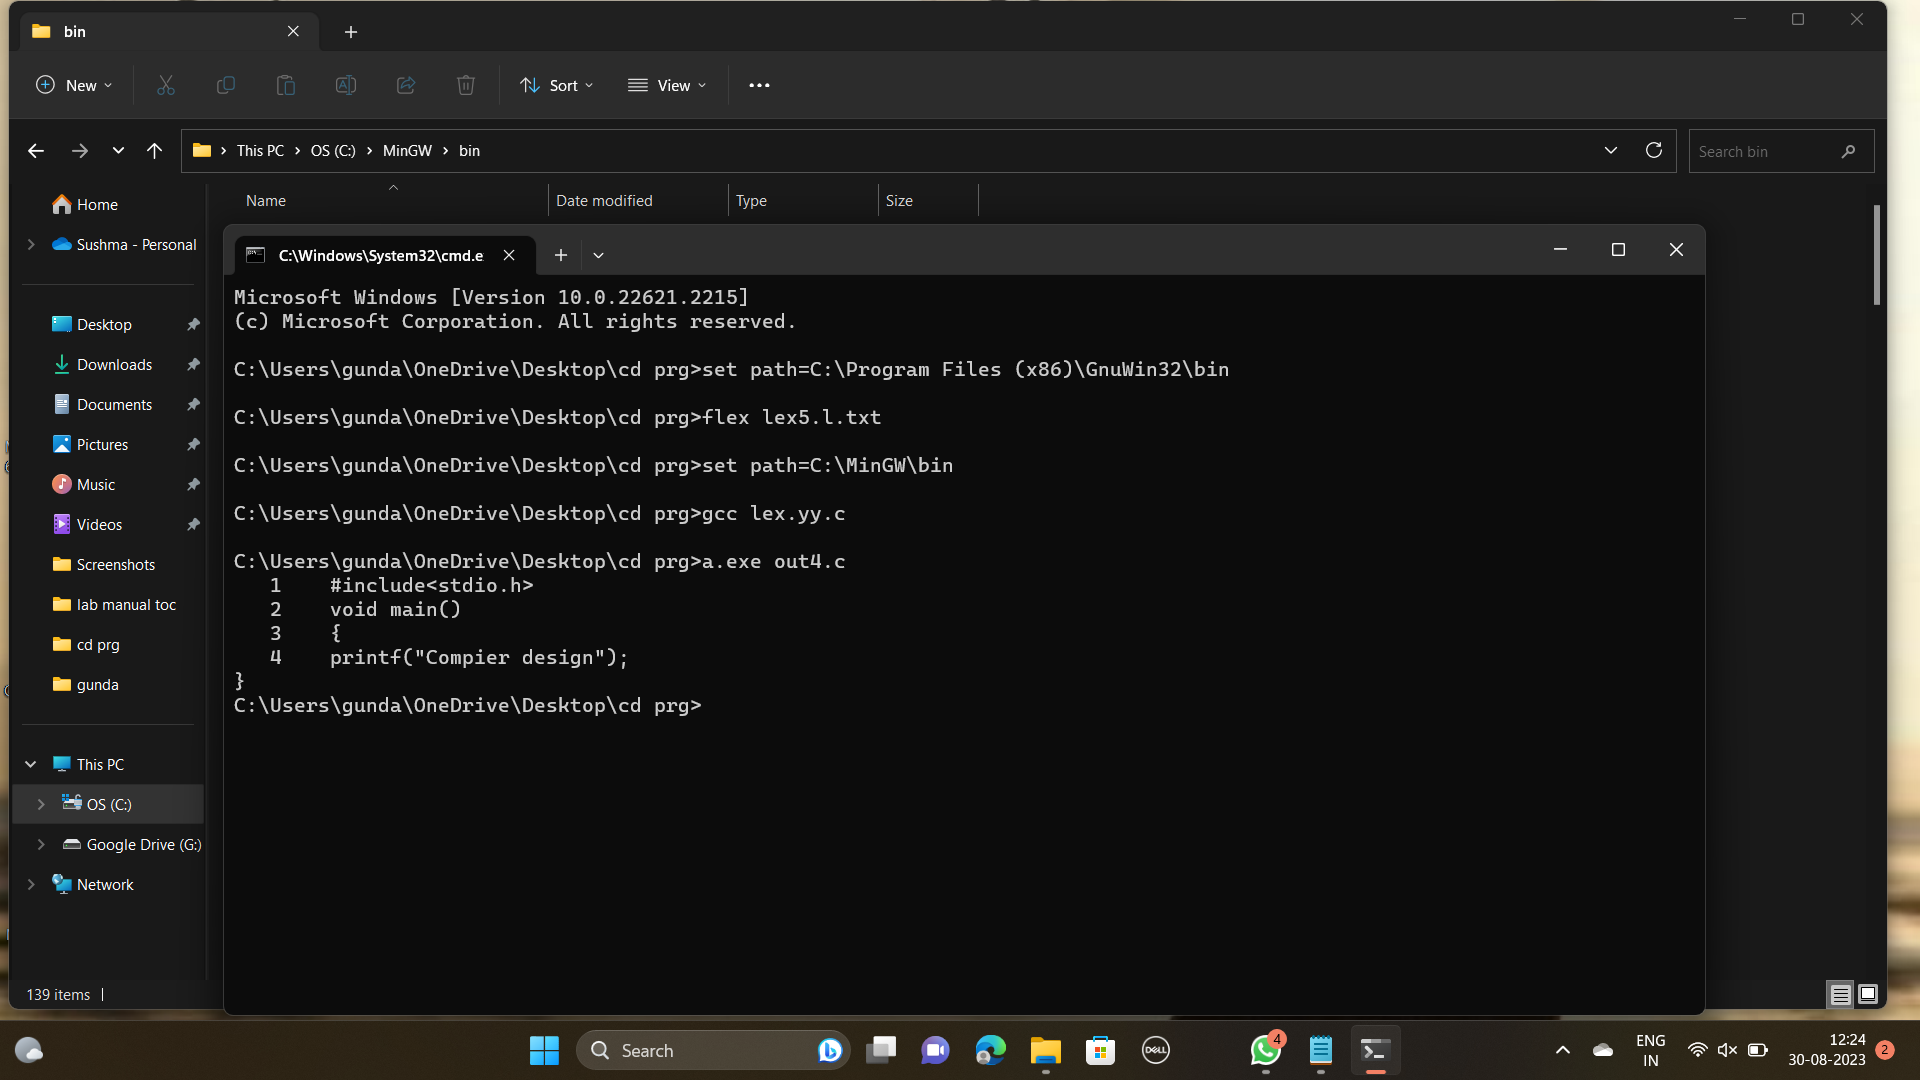 bin
New
Sort
View
This PC > OS (C:) > MinGW > bin
Search bin
Name
Date modified
Type
Size
Home
Sushma - Personal
Desktop
Downloads
Documents
Pictures
Music
Videos
Screenshots
lab manual toc
cd prg
gunda
This PC
OS (C:)
Google Drive (G:)
Network
139 items
C:\Windows\System32\cmd.e
Microsoft Windows [Version 10.0.22621.2215]
(c) Microsoft Corporation. All rights reserved.
C:\Users\gunda\OneDrive\Desktop\cd prg>set path=C:\Program Files (x86)\GnuWin32\bin
C:\Users\gunda\OneDrive\Desktop\cd prg>flex lex5.l.txt
C:\Users\gunda\OneDrive\Desktop\cd prg>set path=C:\MinGW\bin
C:\Users\gunda\OneDrive\Desktop\cd prg>gcc lex.yy.c
C:\Users\gunda\OneDrive\Desktop\cd prg>a.exe out4.c
1    #include<stdio.h>
2    void main()
3    {
4    printf("Compier design");
}
C:\Users\gunda\OneDrive\Desktop\cd prg>
Search
DELL
4
ENG
IN
12:24
30-08-2023
2